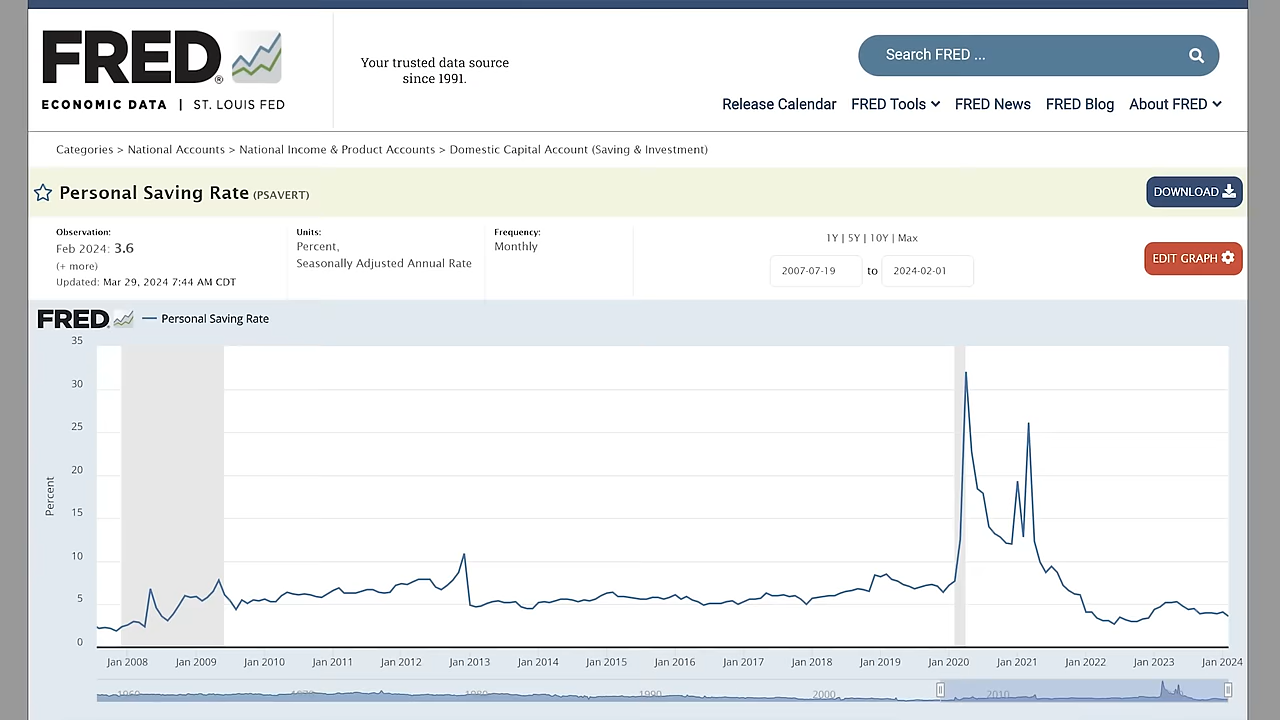 FRED®
ECONOMIC DATA | ST. LOUIS FED
Your trusted data source
since 1991.
Search FRED ...
Release Calendar FRED Tools FRED News FRED Blog About FRED
Categories > National Accounts > National Income & Product Accounts > Domestic Capital Account (Saving & Investment)
Personal Saving Rate (PSAVERT)
DOWNLOAD
Observation:
Feb 2024: 3.6
(+ more)
Updated: Mar 29, 2024 7:44 AM CDT
Units:
Percent,
Seasonally Adjusted Annual Rate
Frequency:
Monthly
1Y | 5Y | 10Y | Max
2007-07-19 to 2024-02-01
EDIT GRAPH
FRED Personal Saving Rate
35
30
25
20
15
10
5
0
Percent
Jan 2008 Jan 2009 Jan 2010 Jan 2011 Jan 2012 Jan 2013 Jan 2014 Jan 2015 Jan 2016 Jan 2017 Jan 2018 Jan 2019 Jan 2020 Jan 2021 Jan 2022 Jan 2023 Jan 2024
1960 1970 1980 1990 2000 2010